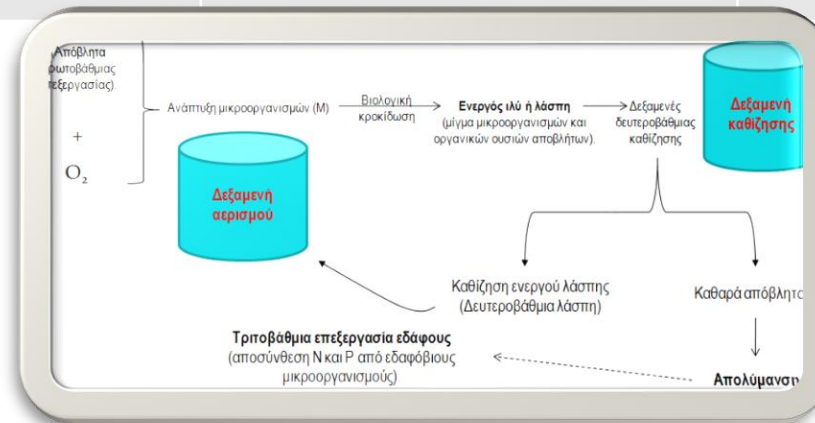 Απόβλητα
ρωτοβάθμιας
πεξεργασίας).
+
O₂
Ανάπτυξη μικροοργανισμών (Μ)
Βιολογική
κροκίδωση
Ενεργός ιλύ ή λάσπη
(μίγμα μικροοργανισμών και
οργανικών ουσιών αποβλήτων).
Δεξαμενές
δευτεροβάθμιας
καθίζησης
Δεξαμενή
καθίζησης
Δεξαμενή
αερισμού
Καθίζηση ενεργού λάσπης
(Δευτεροβάθμια λάσπη)
Καθαρά απόβλητα
Τριτοβάθμια επεξεργασία εδάφους
(αποσύνθεση Ν και Ρ από εδαφόβιους
μικροοργανισμούς)
Απολύμανση